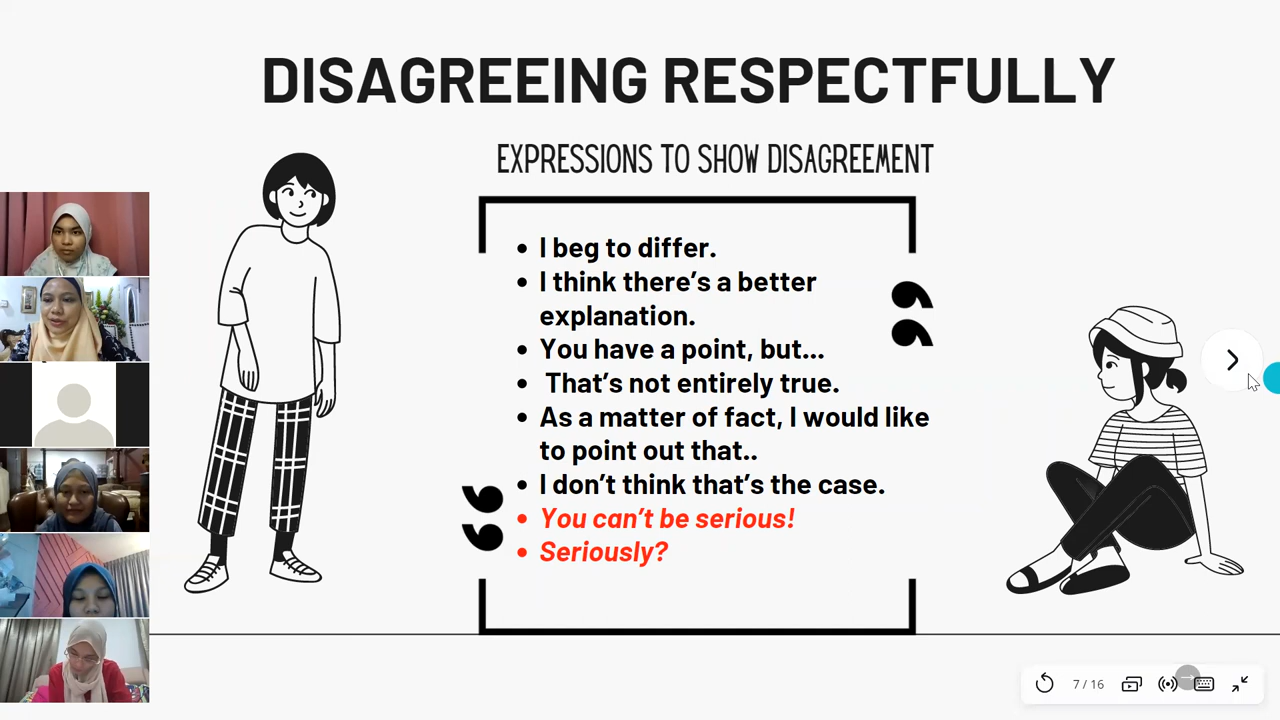 DISAGREEING RESPECTFULLY
EXPRESSIONS TO SHOW DISAGREEMENT
• I beg to differ.
• I think there's a better
explanation.
• You have a point, but...
• That's not entirely true.
• As a matter of fact, I would like
to point out that..
• I don't think that's the case.
• You can't be serious!
• Seriously?
7 / 16